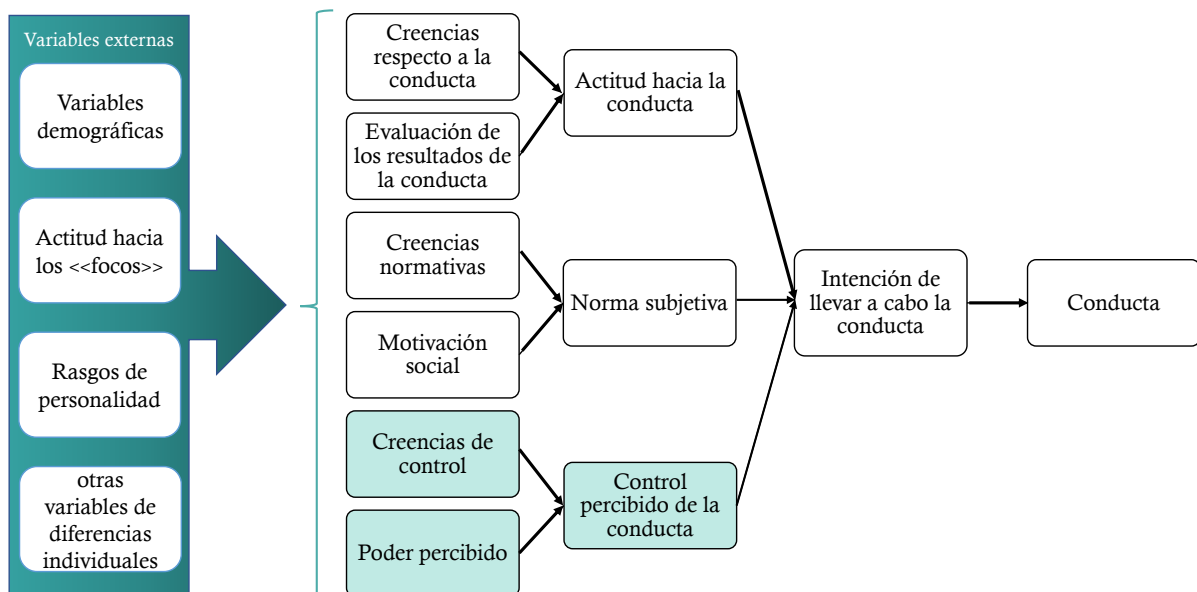 Variables externas
Variables
demográficas
Actitud hacia
los <<focos>>
Rasgos de
personalidad
otras
variables de
diferencias
individuales
Creencias
respecto a la
conducta
Evaluación de
los resultados de
la conducta
Creencias
normativas
Motivación
social
Creencias de
control
Poder percibido
Actitud hacia la
conducta
Norma subjetiva
Control
percibido de la
conducta
Intención de
llevar a cabo la
conducta
Conducta